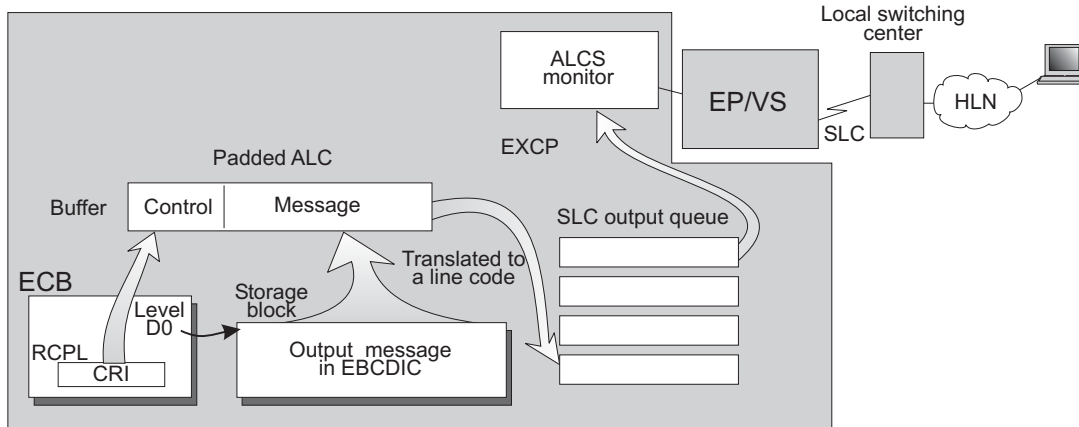 Local switching
center
ALCS
monitor
EP/VS
HLN
SLC
EXCP
Padded ALC
Buffer
Control
Message
SLC output queue
Translated to
a line code
ECB
Storage
block
Level
D0
RCPL
CRI
Output message
in EBCDIC